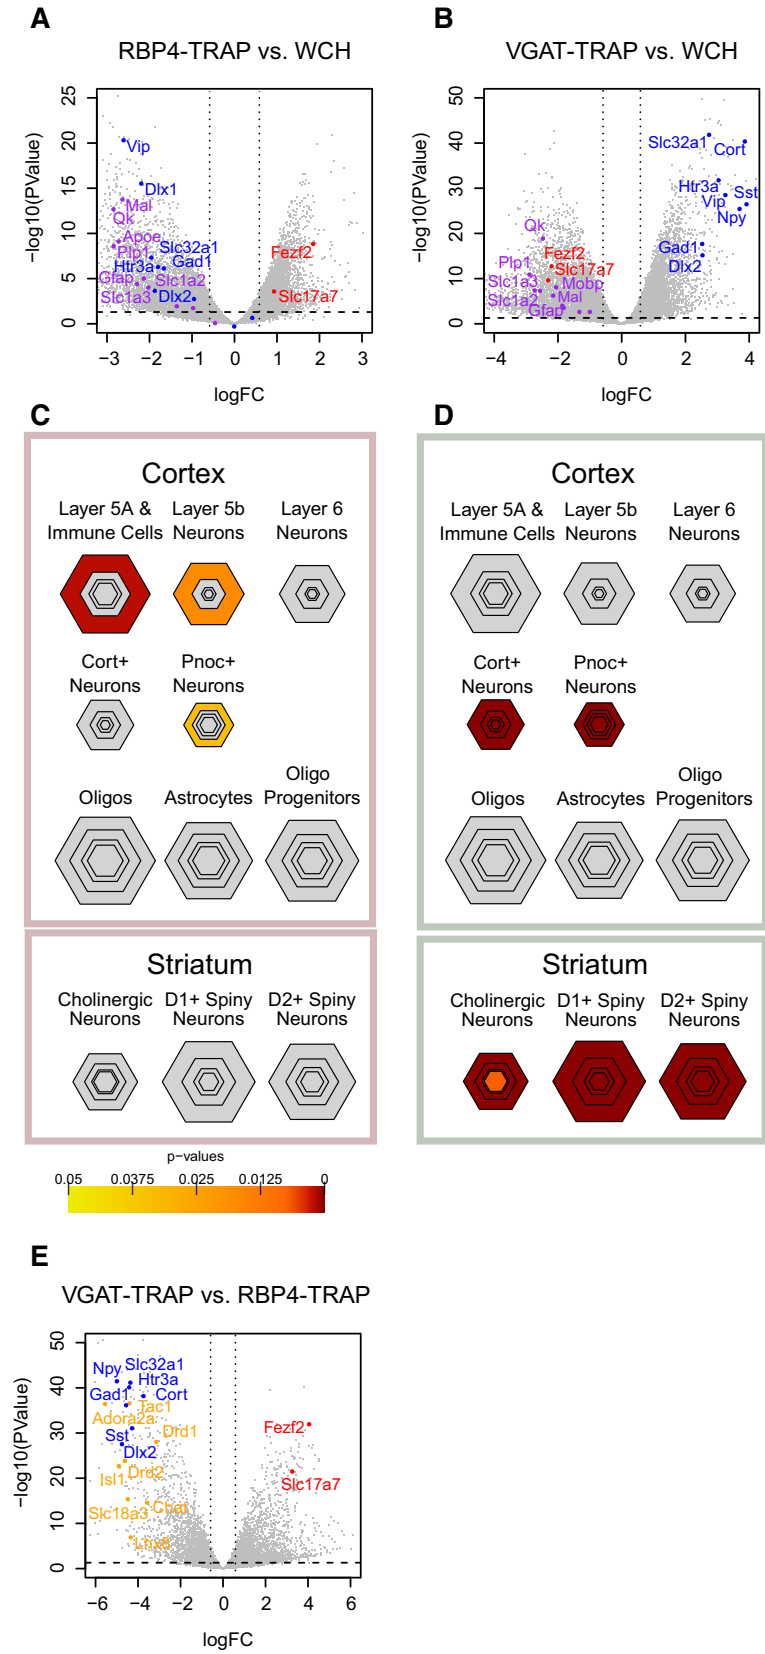 A
RBP4-TRAP vs. WCH
−log10(PValue)
25
20
15
10
5
0
Vip
Dlx1
Mal
Qk
Apoe
Plp1
Slc32a1
Htr3a
Gad1
Gfap
Slc1a2
Slc1a3
Dlx2
Fezf2
Slc17a7
−3 −2 −1 0 1 2 3
logFC
B
VGAT-TRAP vs. WCH
−log10(PValue)
50
40
30
20
10
0
Slc32a1
Cort
Htr3a
Sst
Vip
Npy
Qk
Gad1
Fezf2
Dlx2
Plp1
Slc17a7
Slc1a3
Mobp
Slc1a2
Mal
Gfap
−4 −2 0 2 4
logFC
C
Cortex
Layer 5A & Immune Cells
Layer 5b Neurons
Layer 6 Neurons
Cort+ Neurons
Pnoc+ Neurons
Oligos
Astrocytes
Oligo Progenitors
Striatum
Cholinergic Neurons
D1+ Spiny Neurons
D2+ Spiny Neurons
p−values
0.05 0.0375 0.025 0.0125 0
D
Cortex
Layer 5A & Immune Cells
Layer 5b Neurons
Layer 6 Neurons
Cort+ Neurons
Pnoc+ Neurons
Oligos
Astrocytes
Oligo Progenitors
Striatum
Cholinergic Neurons
D1+ Spiny Neurons
D2+ Spiny Neurons
E
VGAT-TRAP vs. RBP4-TRAP
−log10(PValue)
50
40
30
20
10
0
Npy
Slc32a1
Htr3a
Gad1
Cort
Tac1
Adora2a
Sst
Drd1
Dlx2
Drd2
Isl1
Slc18a3
Chat
Lhx8
Fezf2
Slc17a7
−6 −4 −2 0 2 4 6
logFC